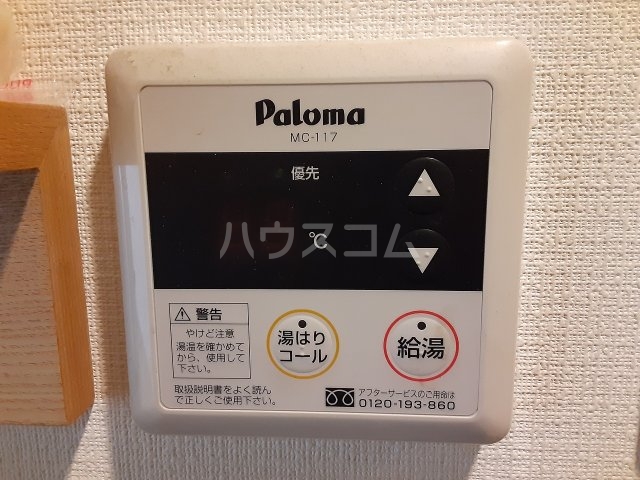 Paloma
MC-117
優先
℃
ハウスコム
警告
やけど注意
湯温を確かめて
から、使用して
下さい。
取扱説明書をよく読ん
で正しくご使用下さい。
湯はり
コール
給湯
アフターサービスのご用命は
0120-193-860